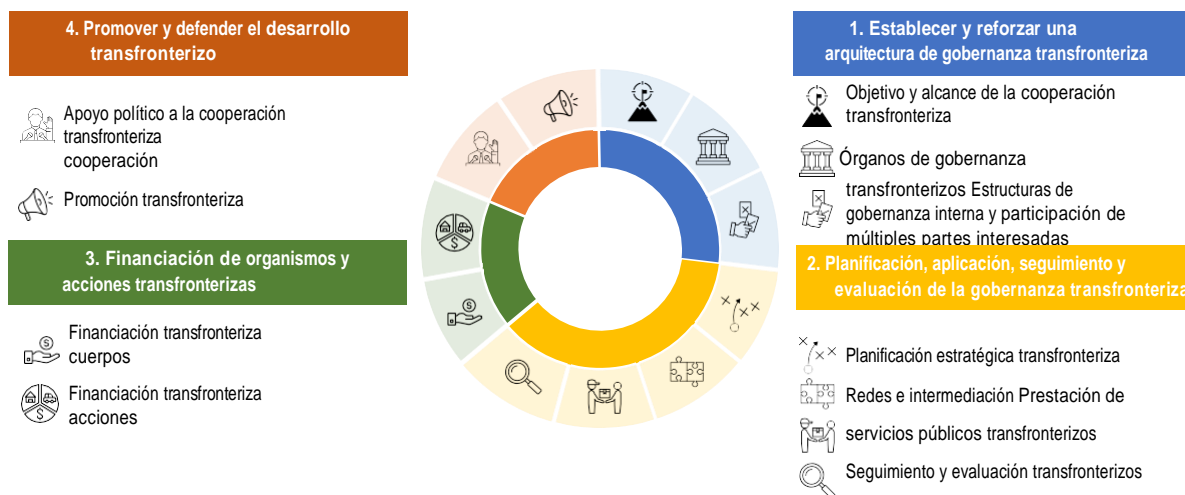 4. Promover y defender el desarrollo
transfronterizo
Apoyo político a la cooperación
transfronteriza
cooperación
Promoción transfronteriza
3. Financiación de organismos y
acciones transfronterizas
Financiación transfronteriza
cuerpos
Financiación transfronteriza
acciones
1. Establecer y reforzar una
arquitectura de gobernanza transfronteriza
Objetivo y alcance de la cooperación
transfronteriza
Órganos de gobernanza
transfronterizos Estructuras de
gobernanza interna y participación de
múltiples partes interesadas
2. Planificación, aplicación, seguimiento y
evaluación de la gobernanza transfronteriza
Planificación estratégica transfronteriza
Redes e intermediación Prestación de
servicios públicos transfronterizos
Seguimiento y evaluación transfronterizos